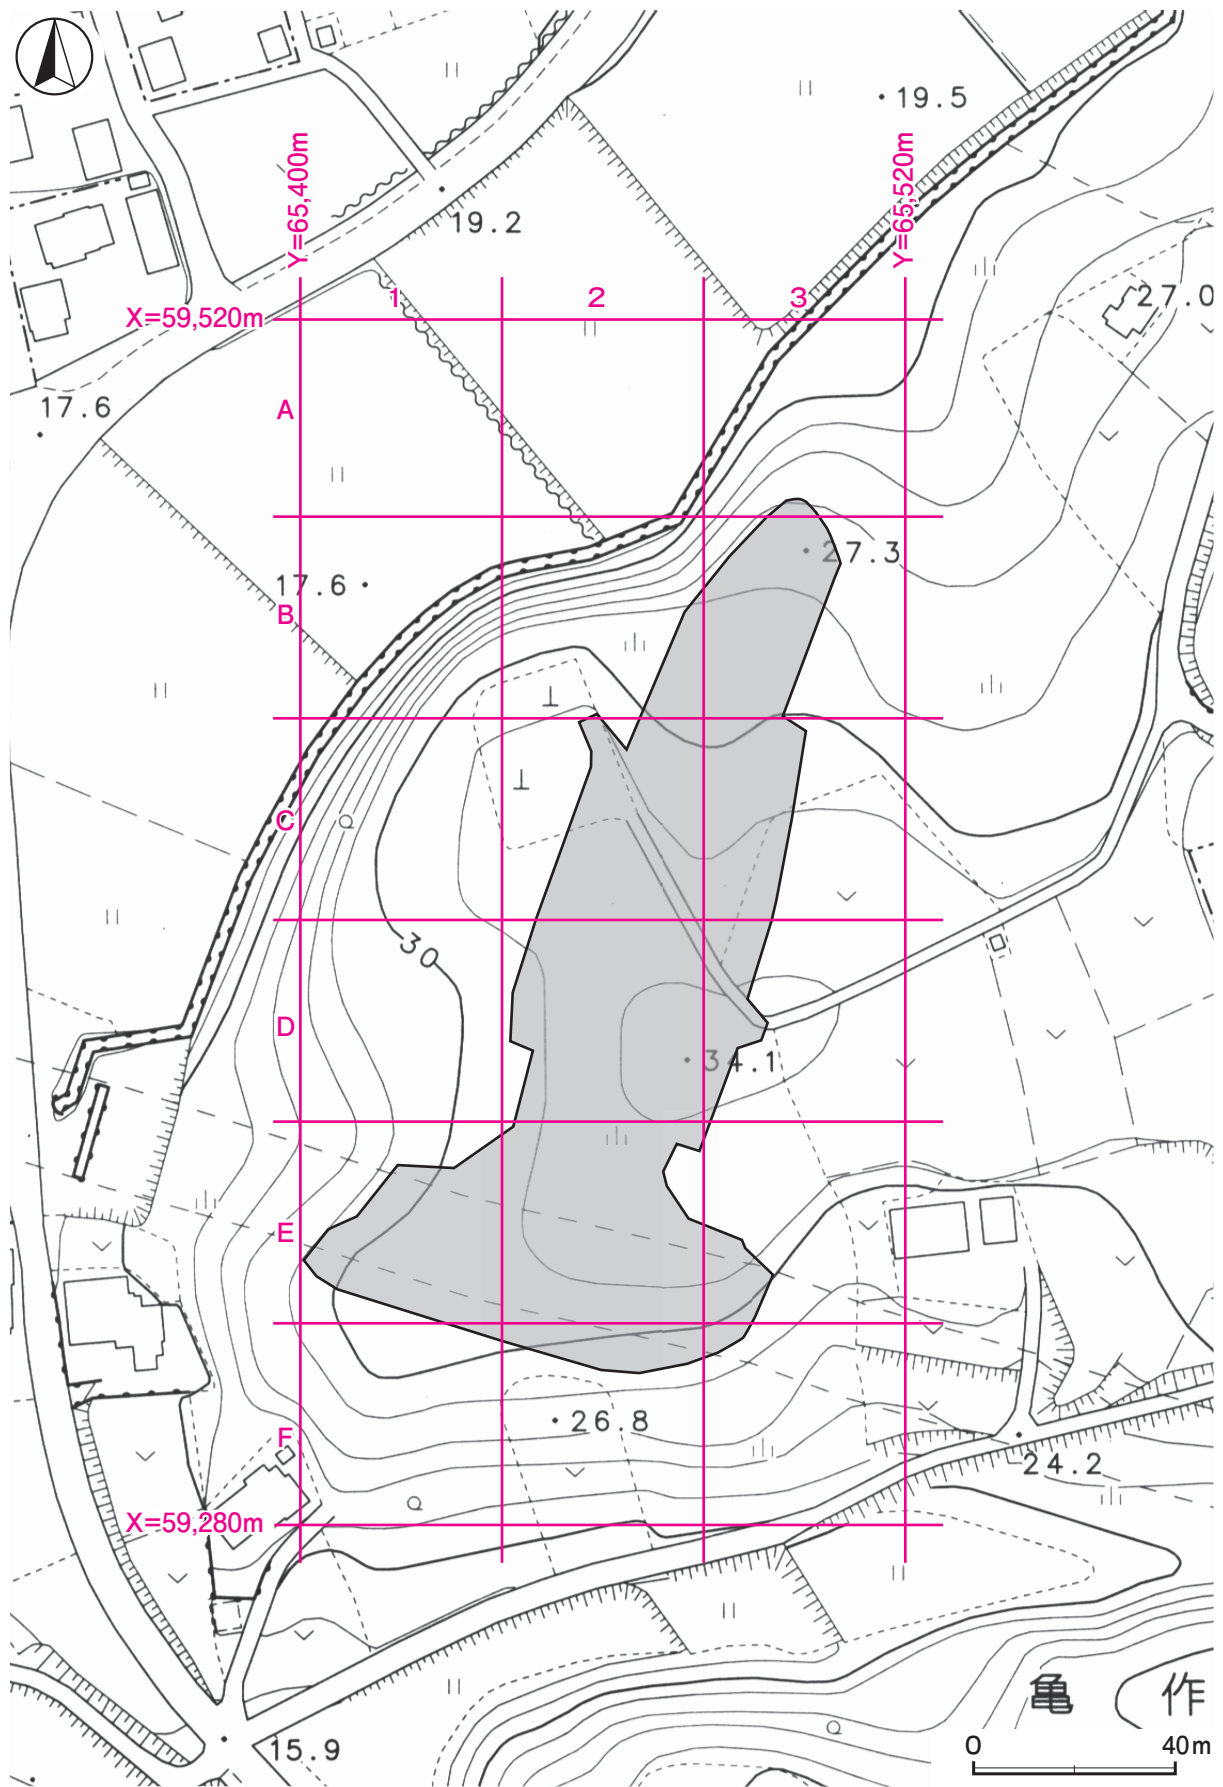 19.5
Y=65,400m
Y=65,520m
19.2
27.0
1
2
3
X=59,520m
17.6
A
27.3
17.6
B
C
30
D
34.1
E
26.8
F
24.2
X=59,280m
亀 作
15.9
0 40m